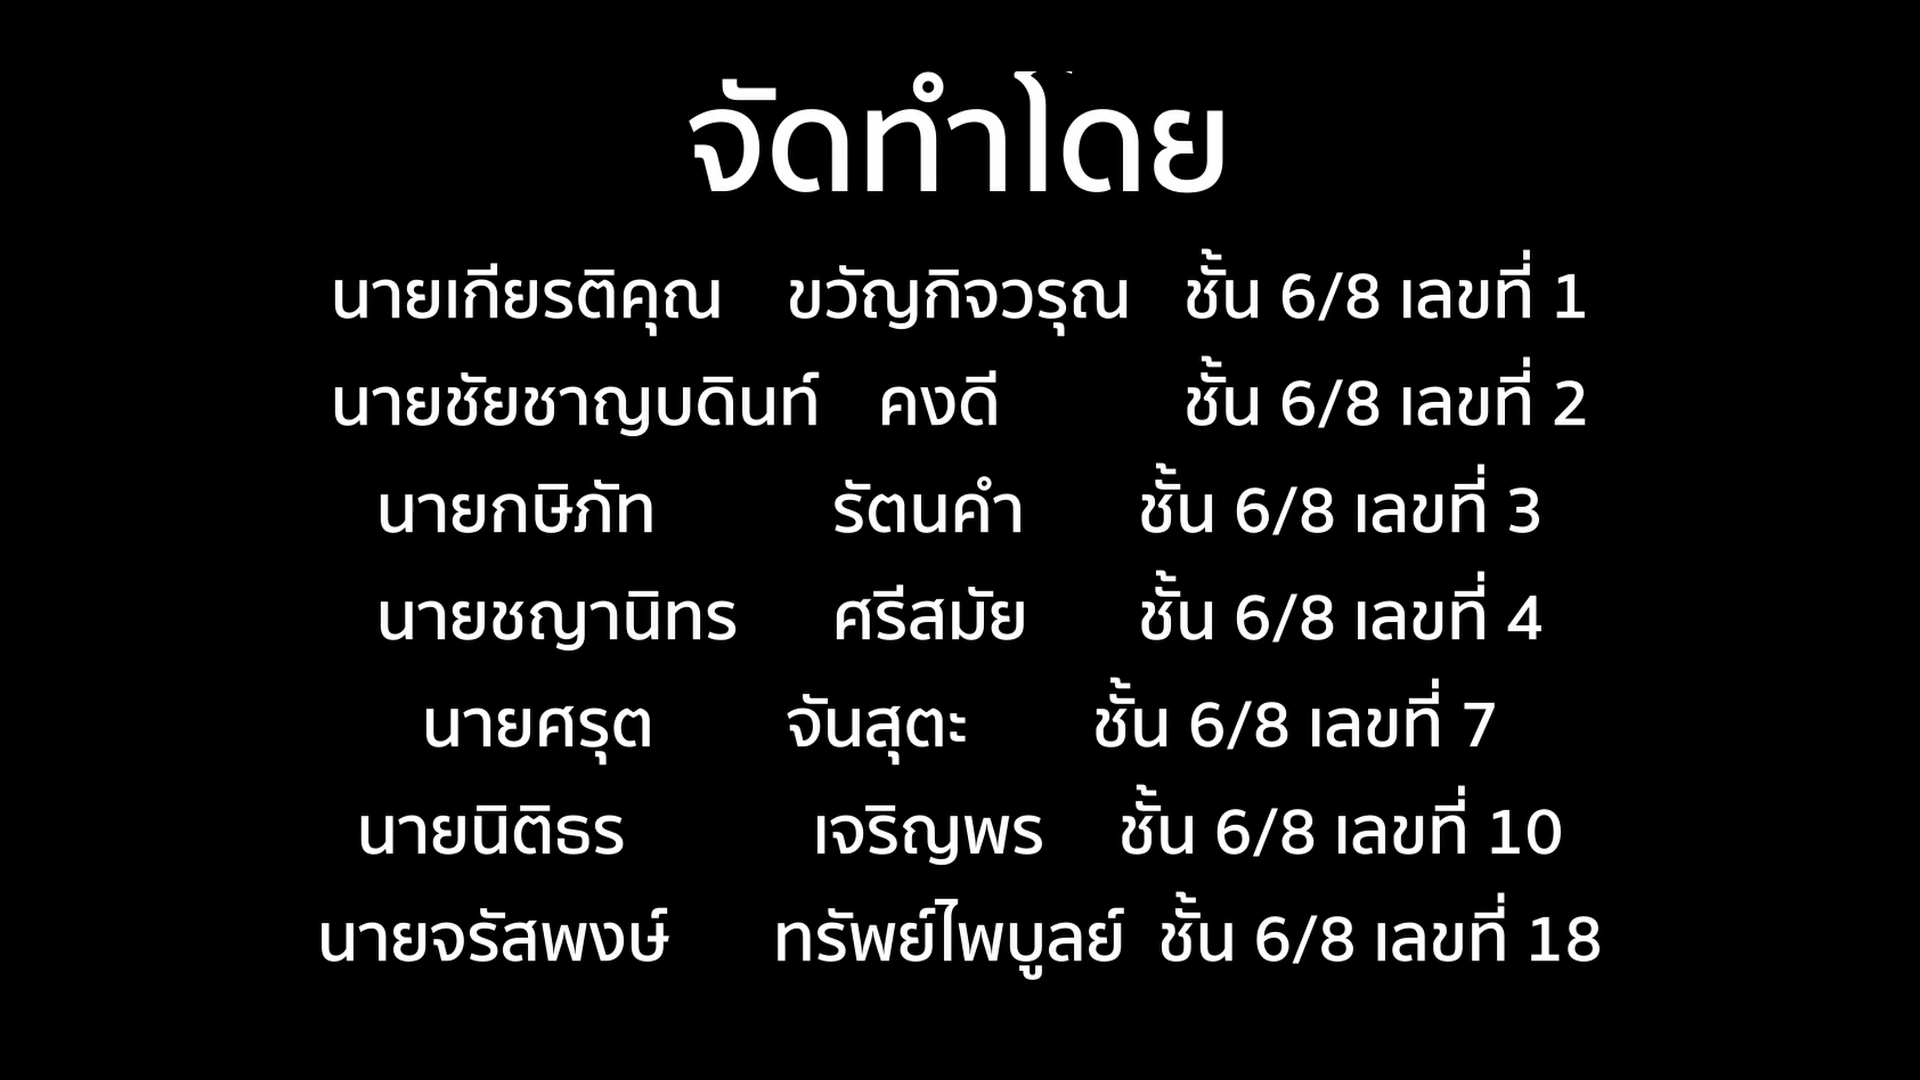 จัดทำโดย
นายเกียรติคุณ ขวัญกิจวรุณ ชั้น 6/8 เลขที่ 1
นายชัยชาญบดินท์ คงดี ชั้น 6/8 เลขที่ 2
นายกษิภัท รัตนคำ ชั้น 6/8 เลขที่ 3
นายชญานิทร ศรีสมัย ชั้น 6/8 เลขที่ 4
นายศรุต จันสุตะ ชั้น 6/8 เลขที่ 7
นายนิติธร เจริญพร ชั้น 6/8 เลขที่ 10
นายจรัสพงษ์ ทรัพย์ไพบูลย์ ชั้น 6/8 เลขที่ 18